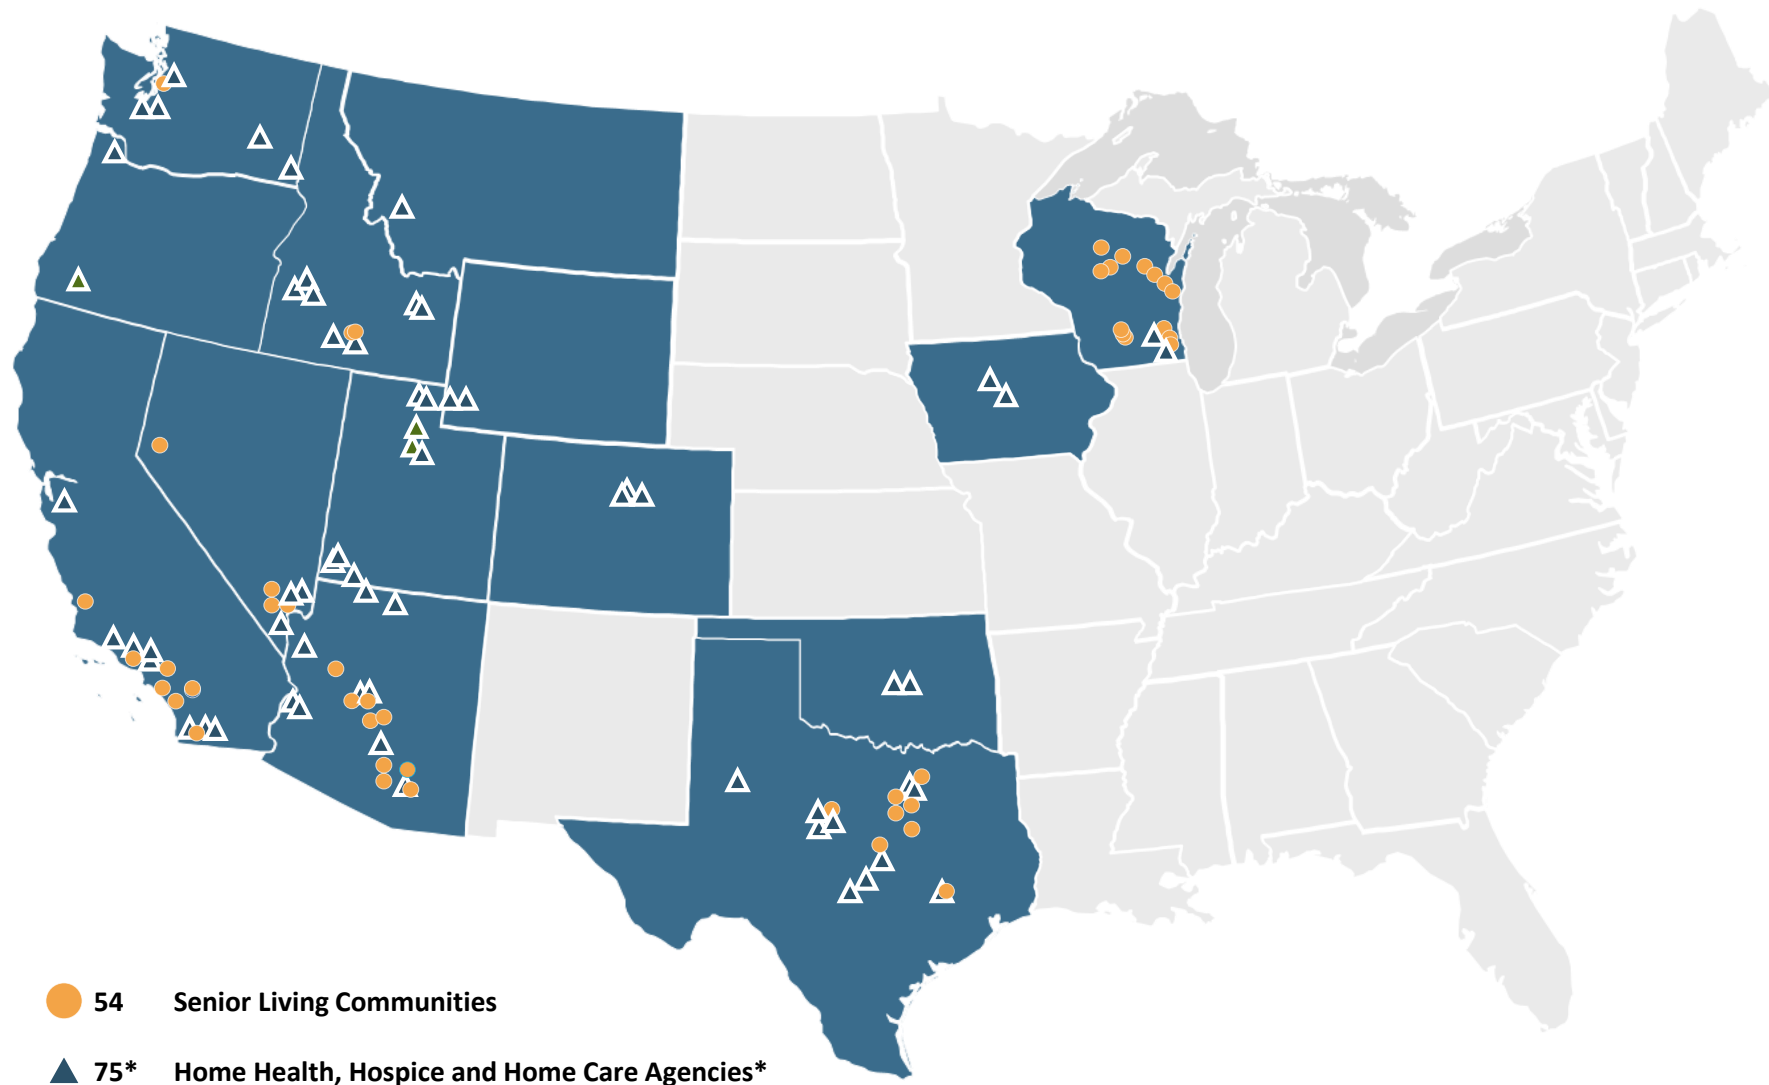 54 Senior Living Communities
75* Home Health, Hospice and Home Care Agencies*